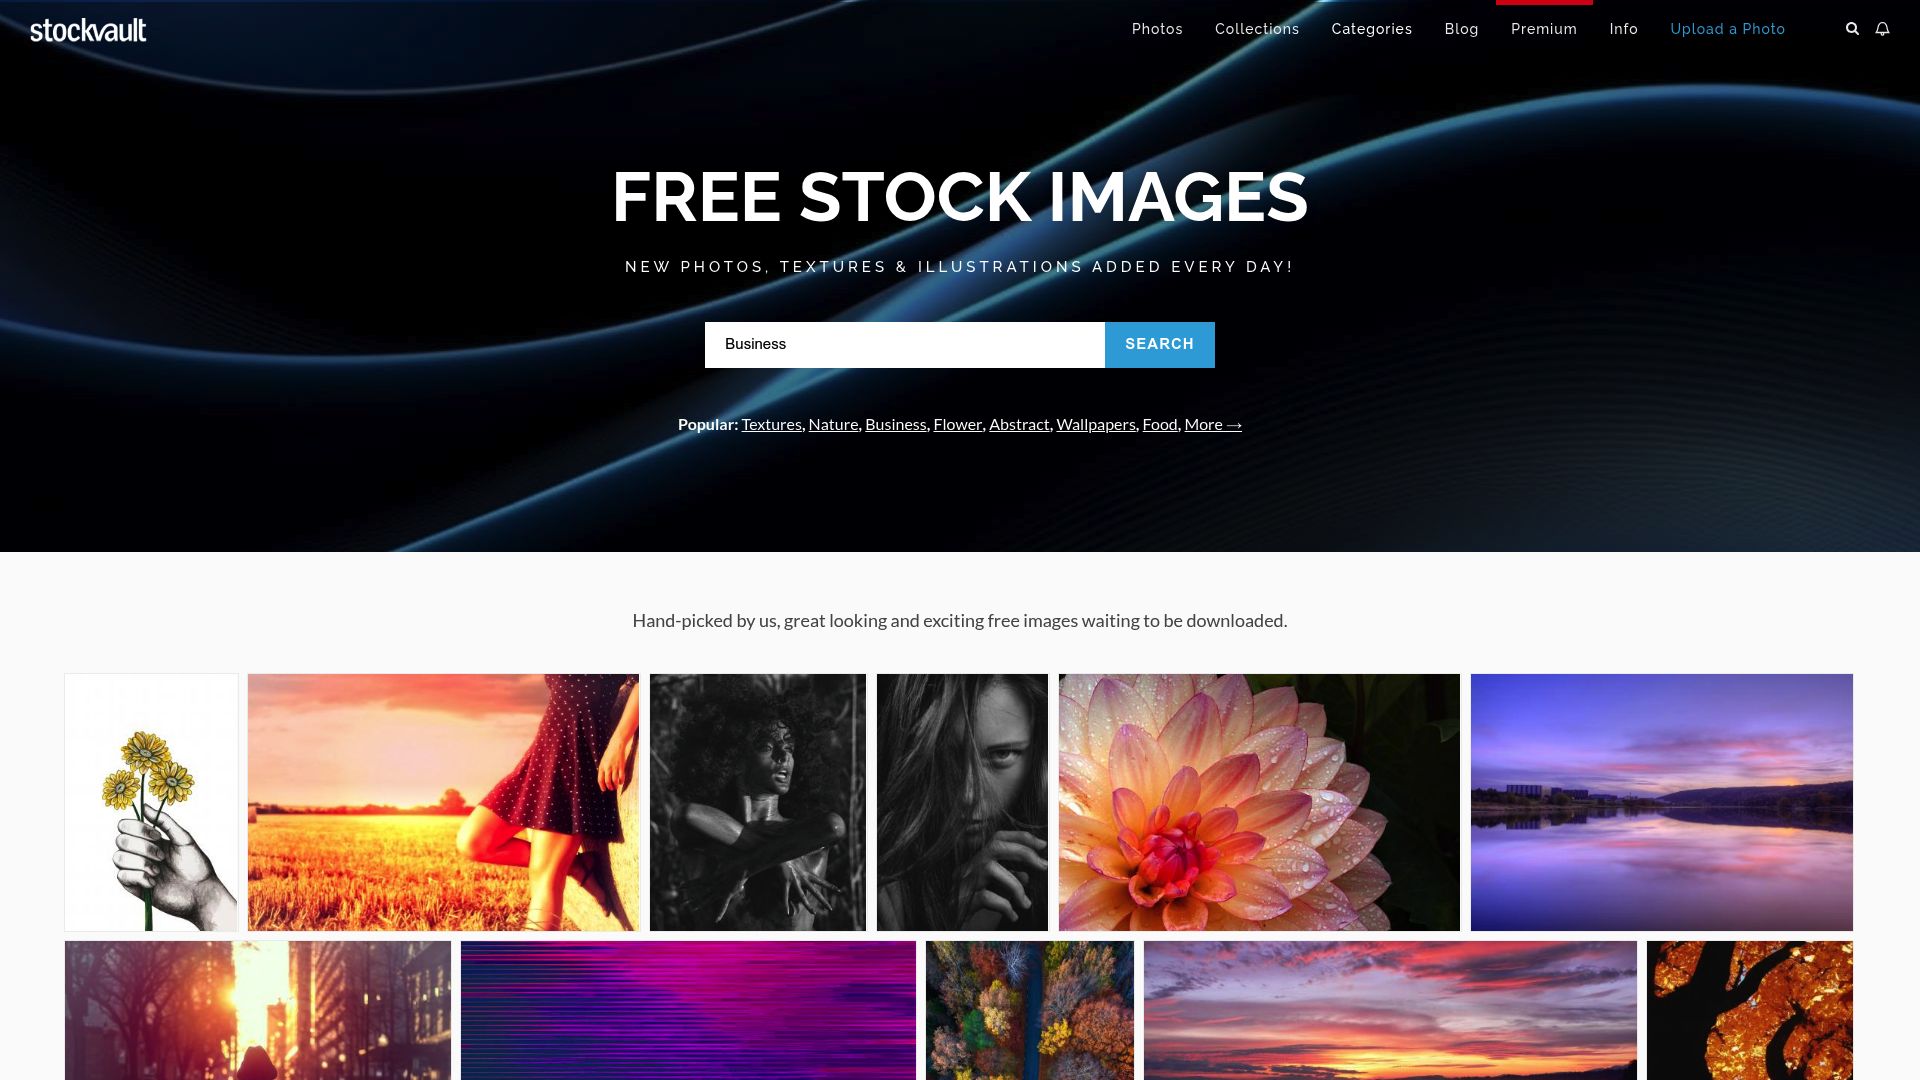 stockvault
Photos Collections Categories Blog Premium Info Upload a Photo
FREE STOCK IMAGES
NEW PHOTOS, TEXTURES & ILLUSTRATIONS ADDED EVERY DAY!
Business SEARCH
Popular: Textures, Nature, Business, Flower, Abstract, Wallpapers, Food, More →
Hand-picked by us, great looking and exciting free images waiting to be downloaded.